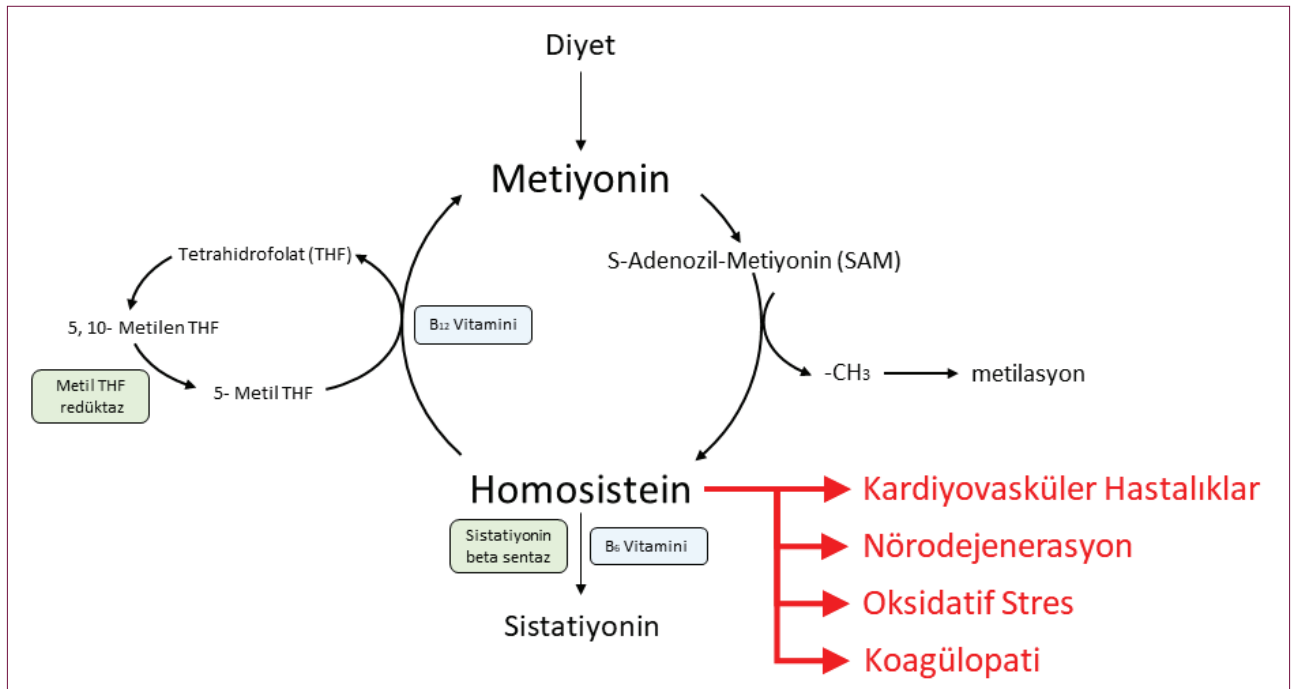 Diyet
Metiyonin
Tetrahidrofolat (THF)
S-Adenozil-Metiyonin (SAM)
5, 10- Metilen THF
B₁₂ Vitamini
Metil THF
redüktaz
5- Metil THF
-CH₃
metilasyon
Homosistein
Kardiyovasküler Hastalıklar
Sistatiyonin
beta sentaz
B₆ Vitamini
Nörodejenerasyon
Oksidatif Stres
Sistatiyonin
Koagülopati